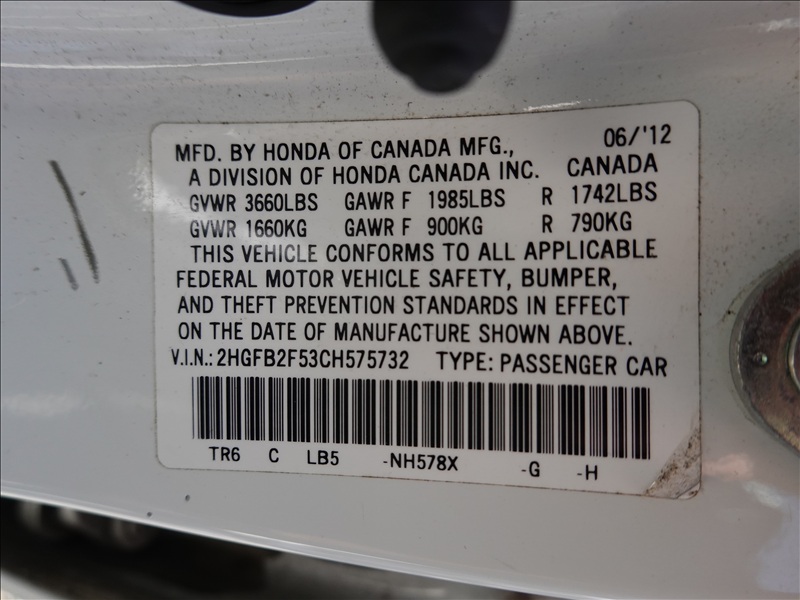 06/'12
MFD. BY HONDA OF CANADA MFG.,
A DIVISION OF HONDA CANADA INC. CANADA
GVWR 3660LBS GAWR F 1985LBS R 1742LBS
GVWR 1660KG GAWR F 900KG R 790KG
THIS VEHICLE CONFORMS TO ALL APPLICABLE
FEDERAL MOTOR VEHICLE SAFETY, BUMPER,
AND THEFT PREVENTION STANDARDS IN EFFECT
ON THE DATE OF MANUFACTURE SHOWN ABOVE.
V.I.N.: 2HGFB2F53CH575732 TYPE: PASSENGER CAR
TR6 C LB5 -NH578X -G -H